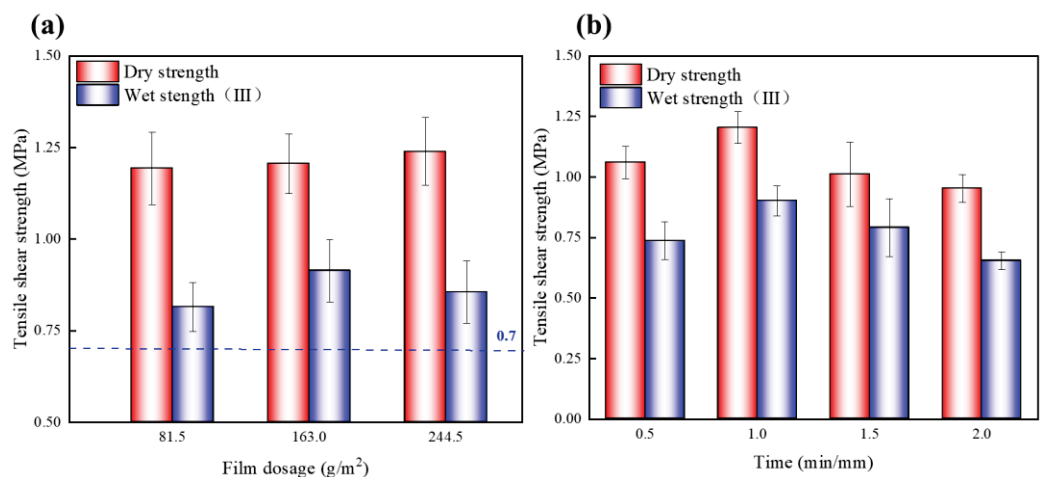 (a)
1.50
1.25
1.00
0.75
0.50
Tensile shear strength (MPa)
Dry strength
Wet stength (III)
0.7
81.5 163.0 244.5
Film dosage (g/m²)
(b)
1.50
1.25
1.00
0.75
0.50
0.25
0.00
Tensile shear strength (MPa)
Dry strength
Wet strength (III)
0.5 1.0 1.5 2.0
Time (min/mm)